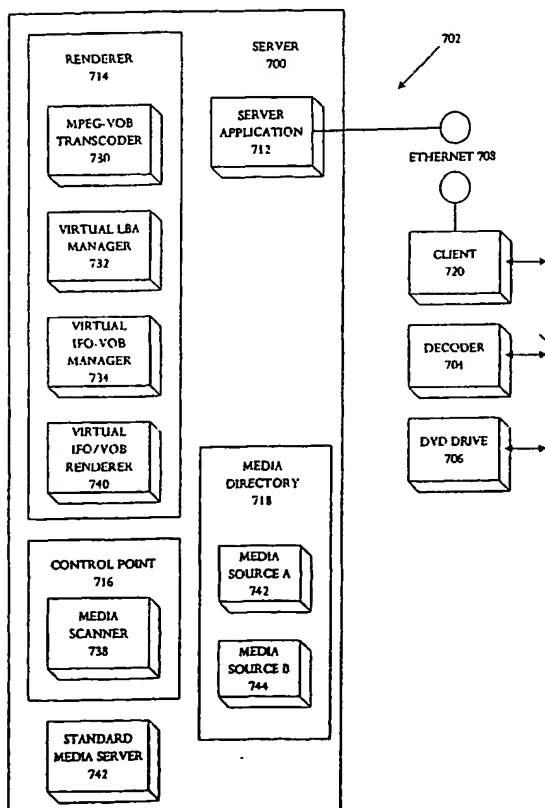 RENDERER
714
MPEG-VOB
TRANSCODER
730
VIRTUAL LBA
MANAGER
732
VIRTUAL
IFO-VOB
MANAGER
734
VIRTUAL
IFO/VOB
RENDERER
740
CONTROL POINT
716
MEDIA
SCANNER
738
STANDARD
MEDIA SERVER
742
SERVER
700
SERVER
APPLICATION
712
MEDIA
DIRECTORY
718
MEDIA
SOURCE A
742
MEDIA
SOURCE B
744
702
ETHERNET 708
CLIENT
720
DECODER
704
DVD DRIVE
706